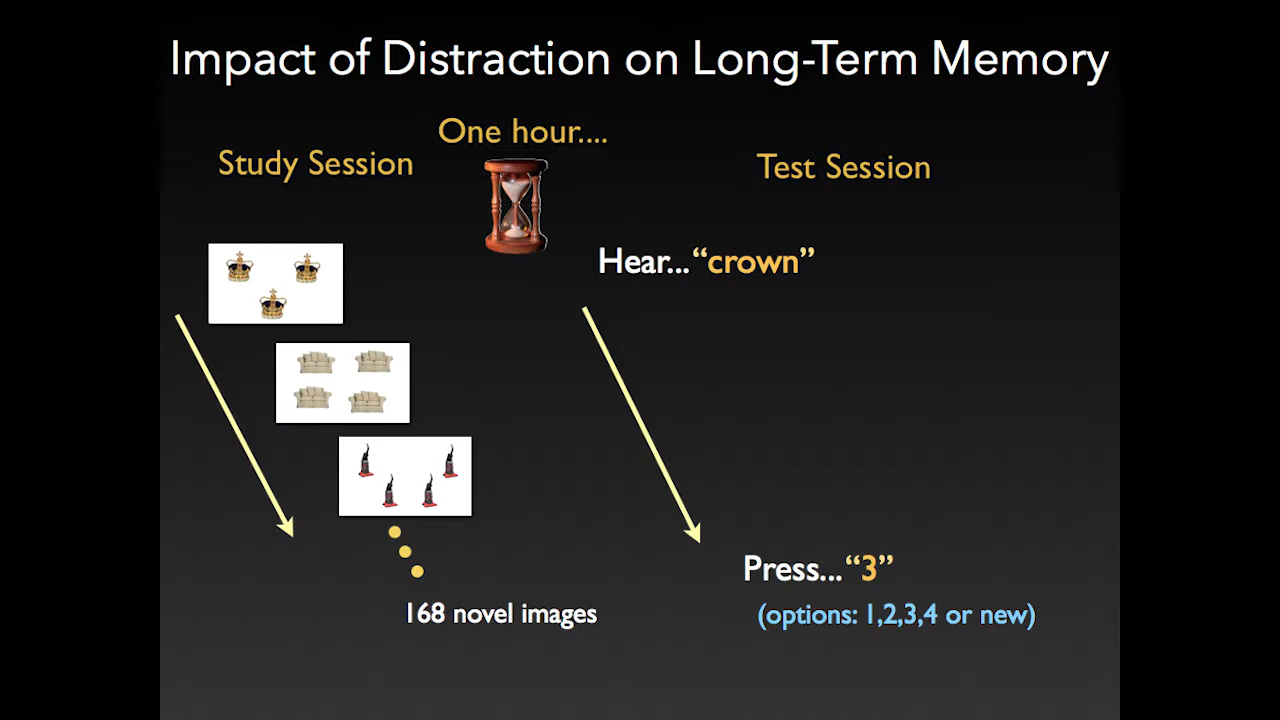 Impact of Distraction on Long-Term Memory
One hour....
Study Session
Test Session
Hear... “crown”
Press... “3”
(options: 1,2,3,4 or new)
168 novel images